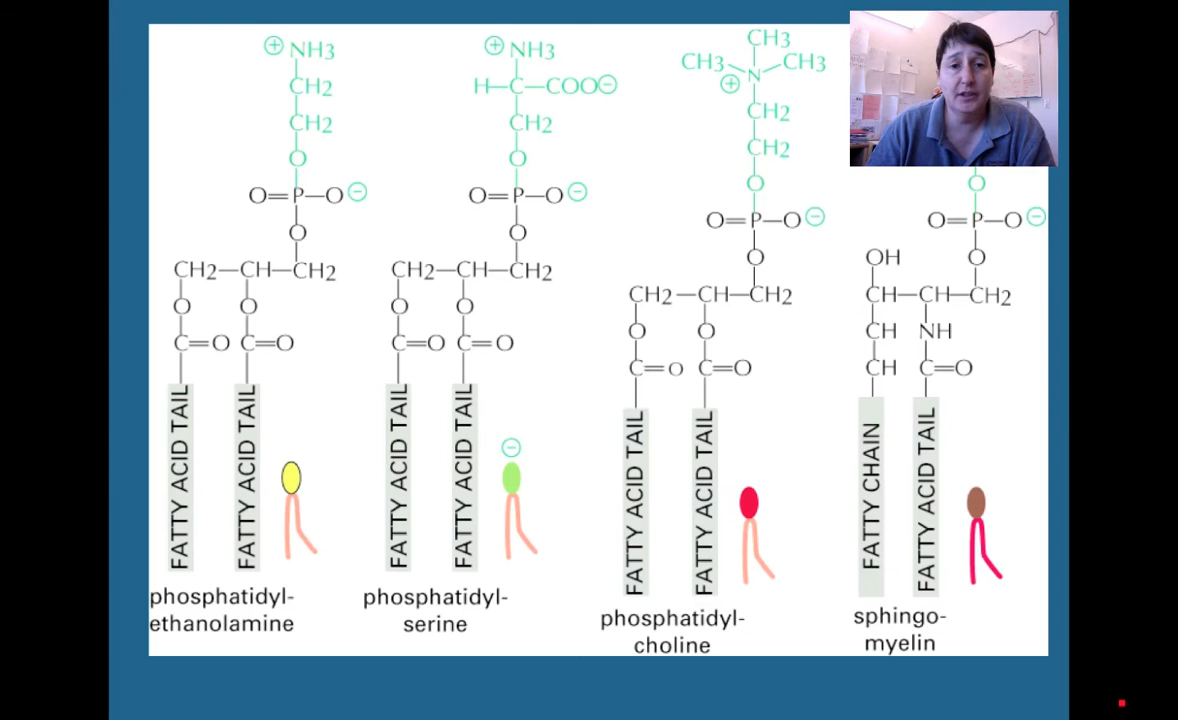 ⊕ NH3
CH2
CH2
O
O=P–O⊖
O
CH2–CH–CH2
O O
C=O C=O
FATTY ACID TAIL
FATTY ACID TAIL
phosphatidyl-
ethanolamine
⊕ NH3
H–C–COO⊖
CH2
O
O=P–O⊖
O
CH2–CH–CH2
O O
C=O C=O
FATTY ACID TAIL
FATTY ACID TAIL
⊖
phosphatidyl-
serine
CH3
CH3 N CH3
⊕
CH2
CH2
O
O=P–O⊖
O
CH2–CH–CH2
O O
C=O C=O
FATTY ACID TAIL
FATTY ACID TAIL
phosphatidyl-
choline
O
O=P–O⊖
OH O
CH–CH–CH2
CH NH
CH C=O
FATTY CHAIN
FATTY ACID TAIL
sphingo-
myelin